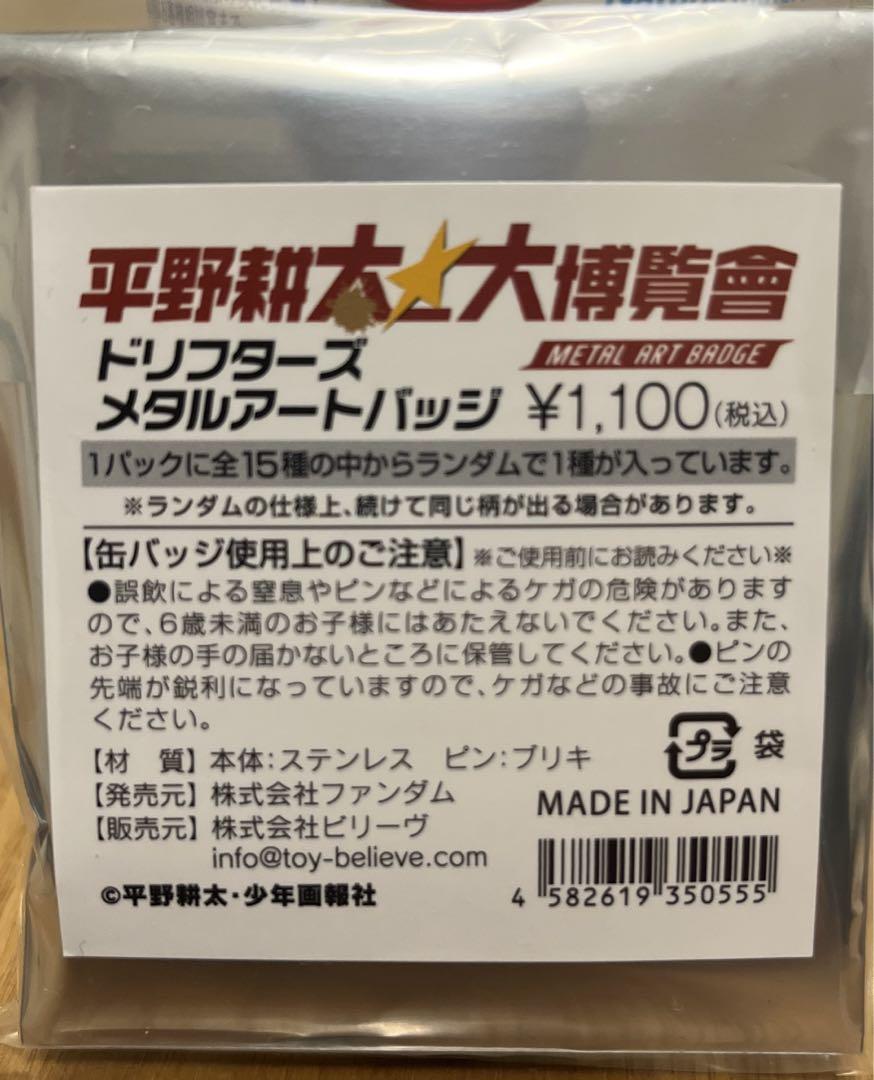 平野耕太☆大博覧會
ドリフターズ
METAL ART BADGE
メタルアートバッジ ¥1,100(税込)
1パックに全15種の中からランダムで1種が入っています。
※ランダムの仕様上、続けて同じ柄が出る場合があります。
【缶バッジ使用上のご注意】※ご使用前にお読みください※
●誤飲による窒息やピンなどによるケガの危険があります
ので、6歳未満のお子様にはあたえないでください。また、
お子様の手の届かないところに保管してください。●ピンの
先端が鋭利になっていますので、ケガなどの事故にご注意
ください。
【材　質】本体:ステンレス　ピン:ブリキ
プラ 袋
【発売元】株式会社ファンダム
MADE IN JAPAN
【販売元】株式会社ビリーヴ
info@toy-believe.com
©平野耕太・少年画報社
4 582619 350555